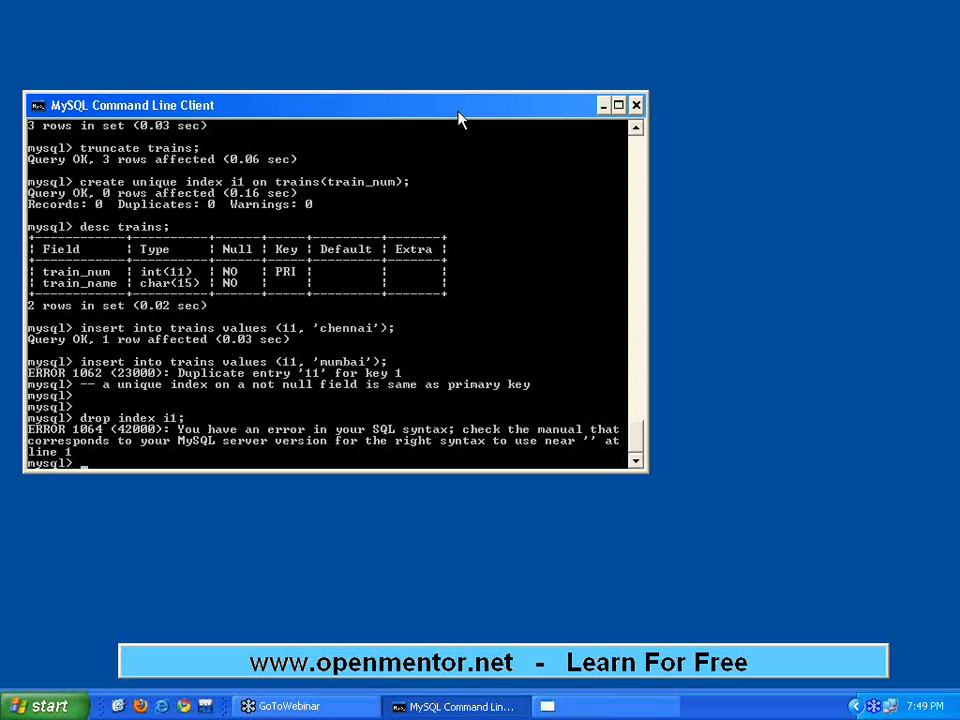 MySQL Command Line Client
3 rows in set (0.03 sec)
mysql> truncate trains;
Query OK, 3 rows affected (0.06 sec)
mysql> create unique index i1 on trains(train_num);
Query OK, 0 rows affected (0.16 sec)
Records: 0  Duplicates: 0  Warnings: 0
mysql> desc trains;
+------------+----------+------+-----+---------+-------+
| Field      | Type     | Null | Key | Default | Extra |
+------------+----------+------+-----+---------+-------+
| train_num  | int(11)  | NO   | PRI |         |       |
| train_name | char(15) | NO   |     |         |       |
+------------+----------+------+-----+---------+-------+
2 rows in set (0.02 sec)
mysql> insert into trains values (11, 'chennai');
Query OK, 1 row affected (0.03 sec)
mysql> insert into trains values (11, 'mumbai');
ERROR 1062 (23000): Duplicate entry '11' for key 1
mysql> -- a unique index on a not null field is same as primary key
mysql>
mysql>
mysql> drop index i1;
ERROR 1064 (42000): You have an error in your SQL syntax; check the manual that
corresponds to your MySQL server version for the right syntax to use near '' at
line 1
mysql> _
www.openmentor.net - Learn For Free
start
GoToWebinar
MySQL Command Lin...
7:49 PM